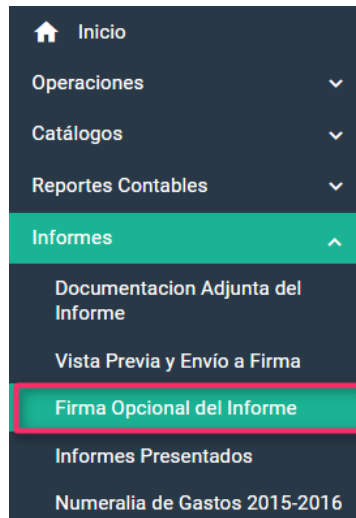 Inicio
Operaciones
Catálogos
Reportes Contables
Informes
Documentacion Adjunta del
Informe
Vista Previa y Envío a Firma
Firma Opcional del Informe
Informes Presentados
Numeralia de Gastos 2015-2016